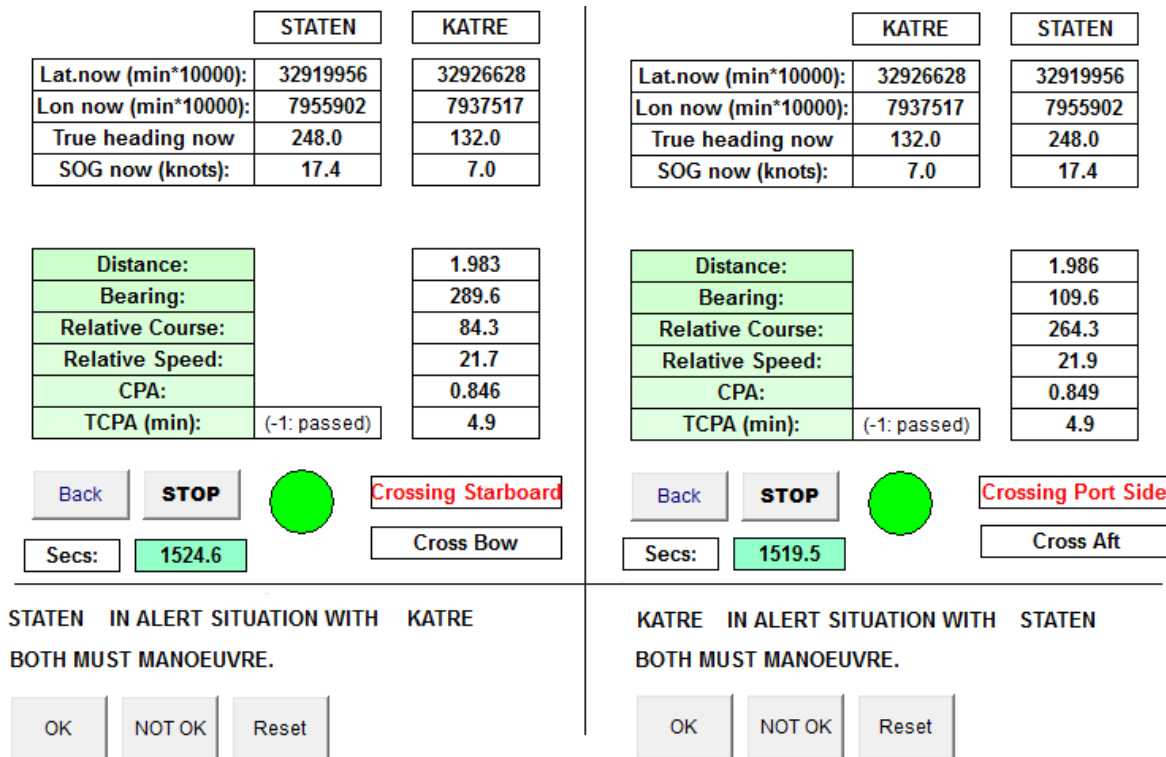 STATEN KATRE
Lat.now (min*10000): 32919956 32926628
Lon now (min*10000): 7955902 7937517
True heading now 248.0 132.0
SOG now (knots): 17.4 7.0
Distance: 1.983
Bearing: 289.6
Relative Course: 84.3
Relative Speed: 21.7
CPA: 0.846
TCPA (min): (-1: passed) 4.9
Back STOP Crossing Starboard
Cross Bow
Secs: 1524.6
STATEN IN ALERT SITUATION WITH KATRE
BOTH MUST MANOEUVRE.
OK NOT OK Reset
KATRE STATEN
Lat.now (min*10000): 32926628 32919956
Lon now (min*10000): 7937517 7955902
True heading now 132.0 248.0
SOG now (knots): 7.0 17.4
Distance: 1.986
Bearing: 109.6
Relative Course: 264.3
Relative Speed: 21.9
CPA: 0.849
TCPA (min): (-1: passed) 4.9
Back STOP Crossing Port Side
Cross Aft
Secs: 1519.5
KATRE IN ALERT SITUATION WITH STATEN
BOTH MUST MANOEUVRE.
OK NOT OK Reset